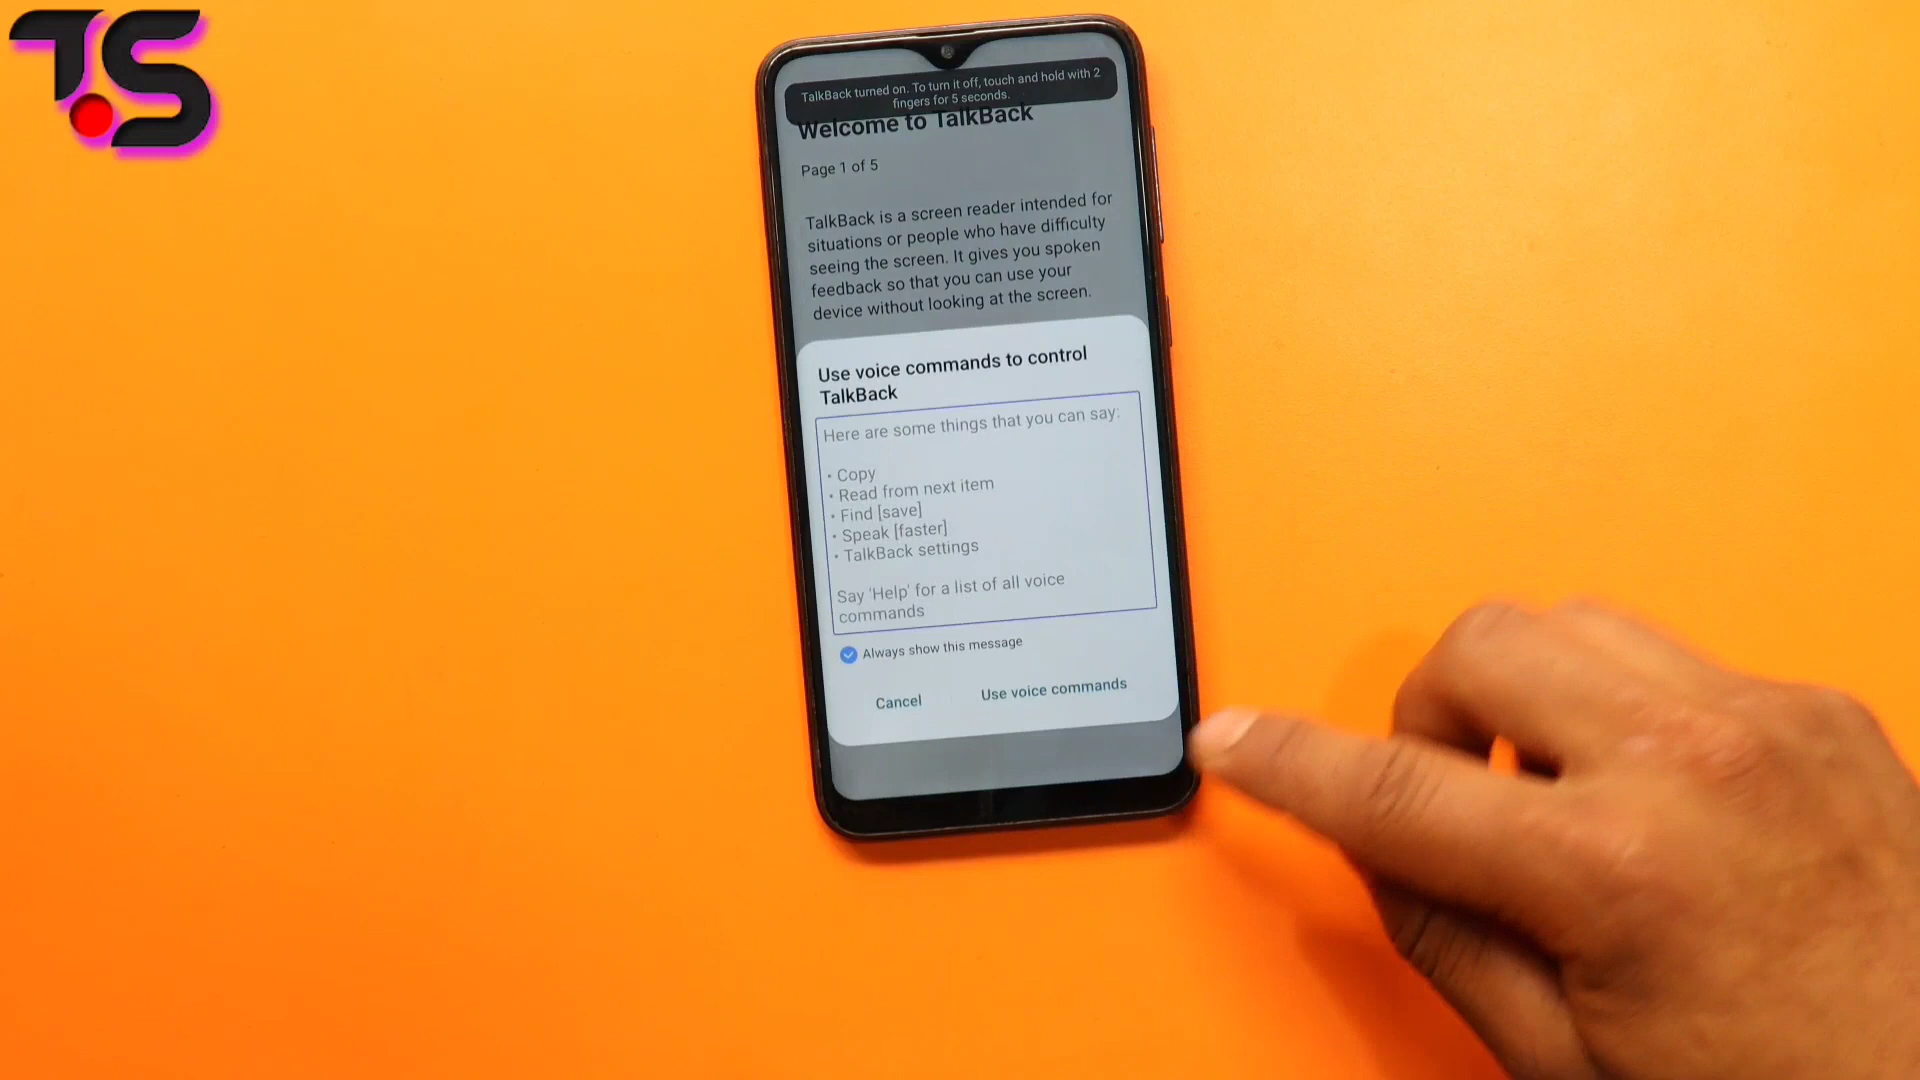 T.S
TalkBack turned on. To turn it off, touch and hold with 2
fingers for 5 seconds.
Welcome to TalkBack
Page 1 of 5
TalkBack is a screen reader intended for
situations or people who have difficulty
seeing the screen. It gives you spoken
feedback so that you can use your
device without looking at the screen.
Use voice commands to control
TalkBack
Here are some things that you can say:
• Copy
• Read from next item
• Find [save]
• Speak [faster]
• TalkBack settings
Say 'Help' for a list of all voice
commands
Always show this message
Cancel
Use voice commands